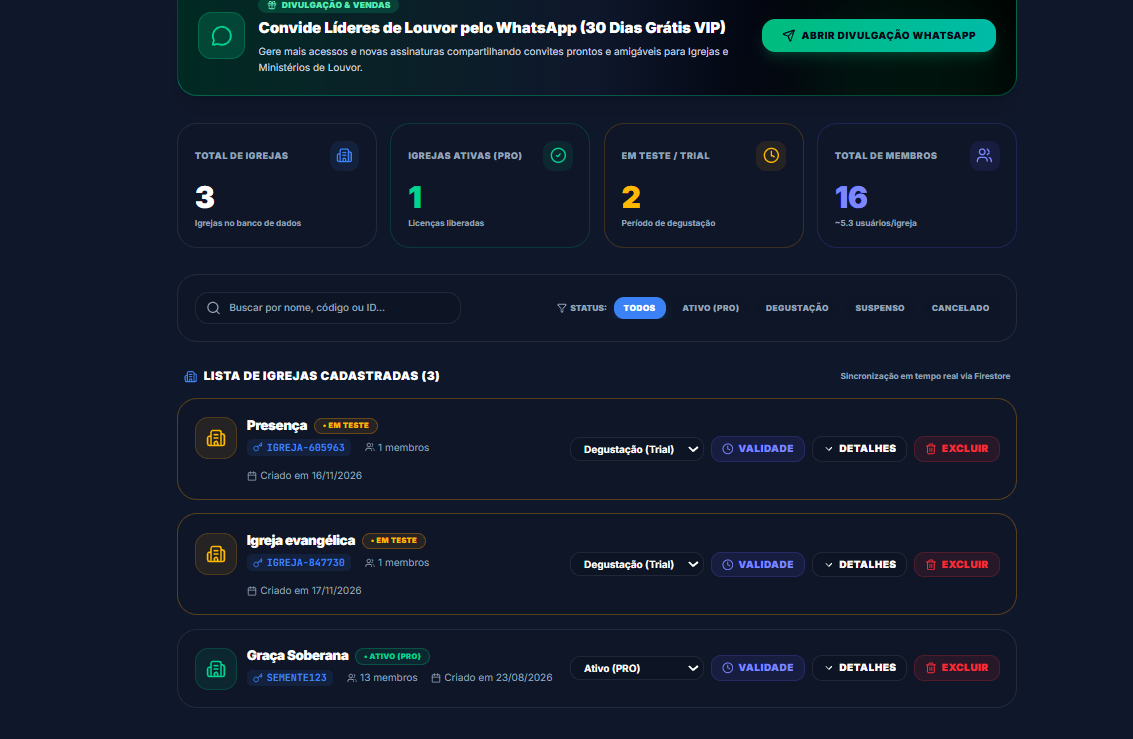 DIVULGAÇÃO & VENDAS
Convide Líderes de Louvor pelo WhatsApp (30 Dias Grátis VIP)
Gere mais acessos e novas assinaturas compartilhando convites prontos e amigáveis para Igrejas e
Ministérios de Louvor.
ABRIR DIVULGAÇÃO WHATSAPP
TOTAL DE IGREJAS
3
Igrejas no banco de dados
IGREJAS ATIVAS (PRO)
1
Licenças liberadas
EM TESTE / TRIAL
2
Período de degustação
TOTAL DE MEMBROS
16
~5.3 usuários/igreja
Buscar por nome, código ou ID...
STATUS: TODOS ATIVO (PRO) DEGUSTAÇÃO SUSPENSO CANCELADO
LISTA DE IGREJAS CADASTRADAS (3)
Sincronização em tempo real via Firestore
Presença • EM TESTE
IGREJA-605963 1 membros
Criado em 16/11/2026
Degustação (Trial) VALIDADE DETALHES EXCLUIR
Igreja evangélica • EM TESTE
IGREJA-847730 1 membros
Criado em 17/11/2026
Degustação (Trial) VALIDADE DETALHES EXCLUIR
Graça Soberana • ATIVO (PRO)
SEMENTE123 13 membros Criado em 23/08/2026
Ativo (PRO) VALIDADE DETALHES EXCLUIR